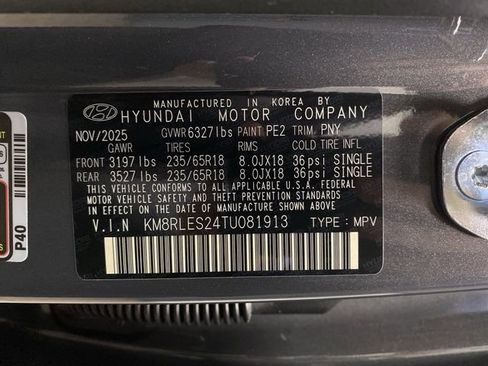 MANUFACTURED IN KOREA BY
HYUNDAI MOTOR COMPANY
NOV/2025 GVWR 6327lbs PAINT PE2 TRIM PNY
GAWR TIRES RIMS COLD TIRE INFL
FRONT 3197 lbs 235/65R18 8.0JX18 36psi SINGLE
REAR 3527 lbs 235/65R18 8.0JX18 36psi SINGLE
THIS VEHICLE CONFORMS TO ALL APPLICABLE U.S.A. FEDERAL
MOTOR VEHICLE SAFETY, BUMPER, AND THEFT PREVENTION
STANDARDS IN EFFECT ON THE DATE OF MANUFACTURE SHOWN ABOVE.
V.I.N KM8RLES24TU081913 TYPE : MPV
P40